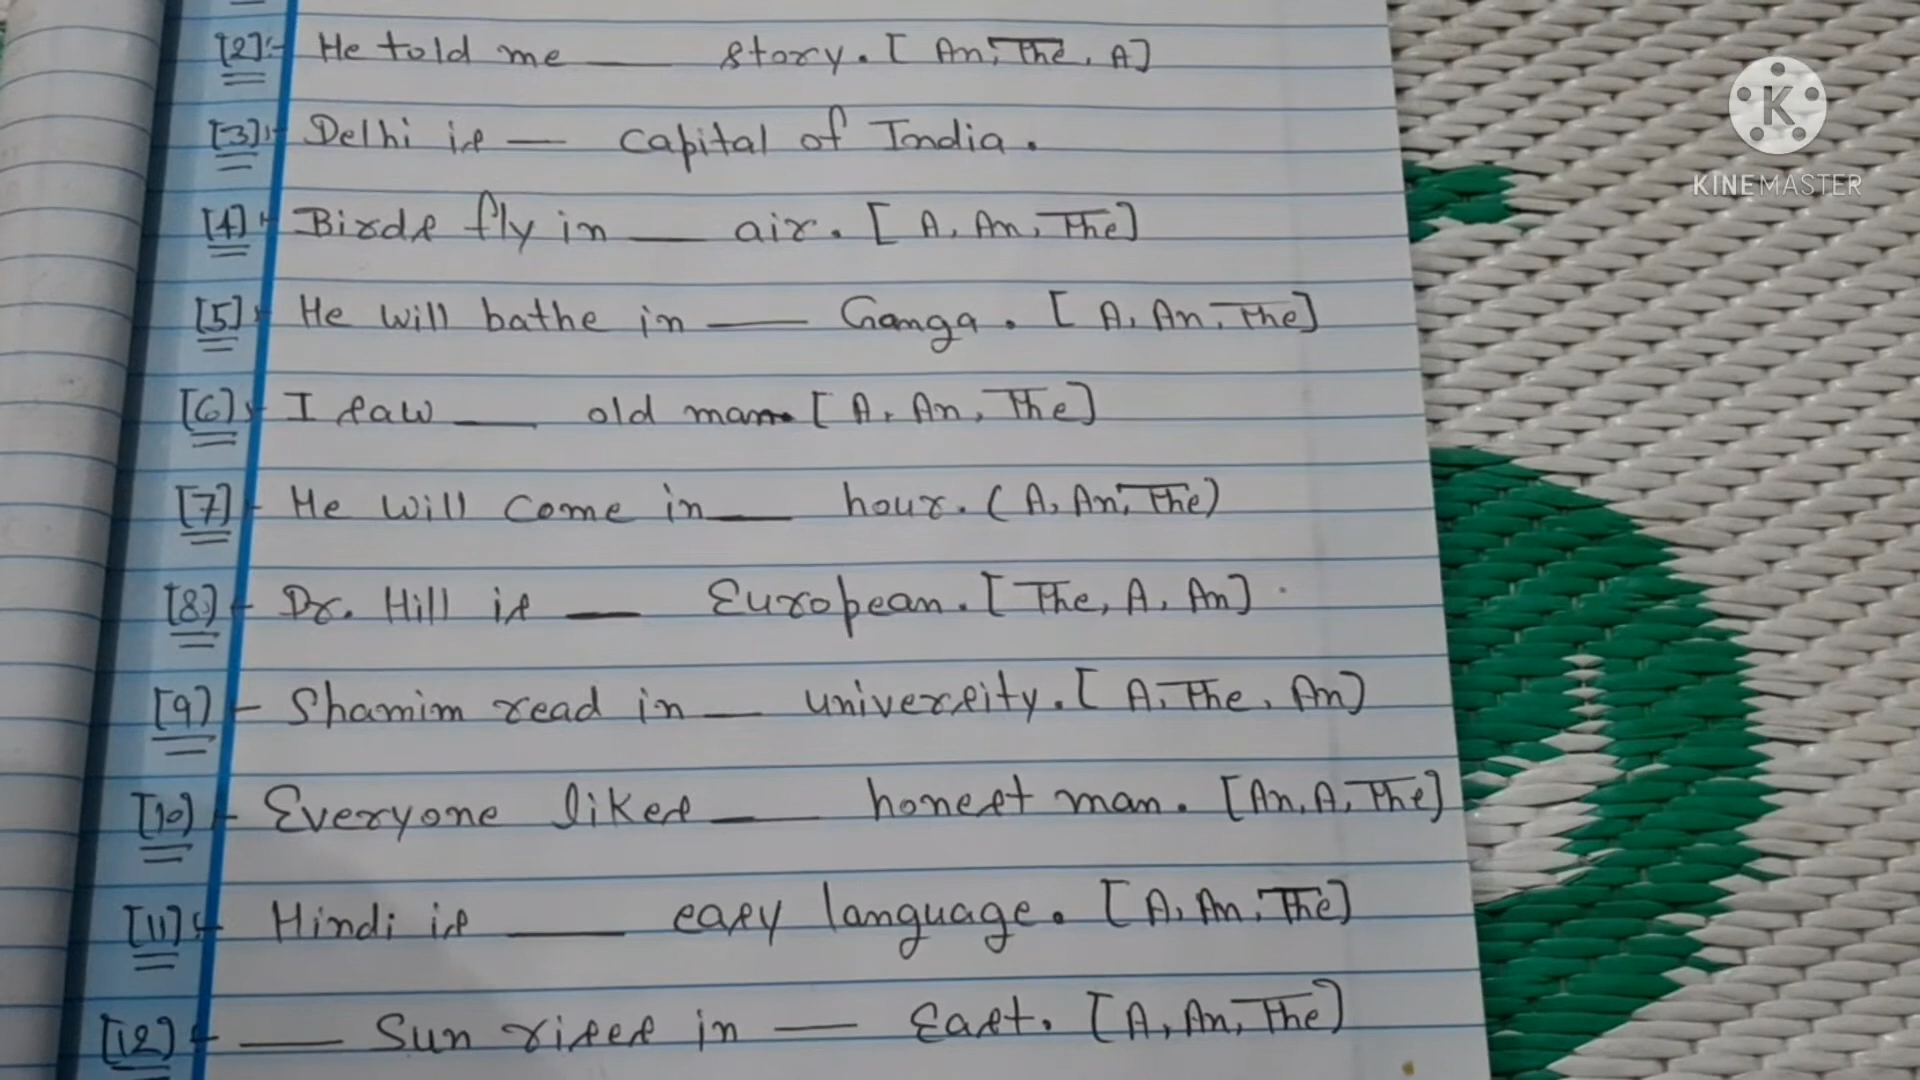 [2]:- He told me ___ story. [ An, The, A]
[3]:- Delhi is — capital of India.
[4]:- Birds fly in ___ air. [ A, An, The]
[5]:- He will bathe in ___ Ganga. [ A, An, The]
[6]:- I saw ___ old man [ A, An, The]
[7]- He will come in ___ hour. (A, An, The)
[8]- Dr. Hill is ___ European. [The, A, An]
[9]- Shamim read in ___ university. [ A, The, An]
[10]- Everyone likes ___ honest man. [An, A, The]
[11]:- Hindi is ___ easy language. [A, An, The]
[12]:- ___ Sun rises in ___ East. [A, An, The]
KINEMASTER